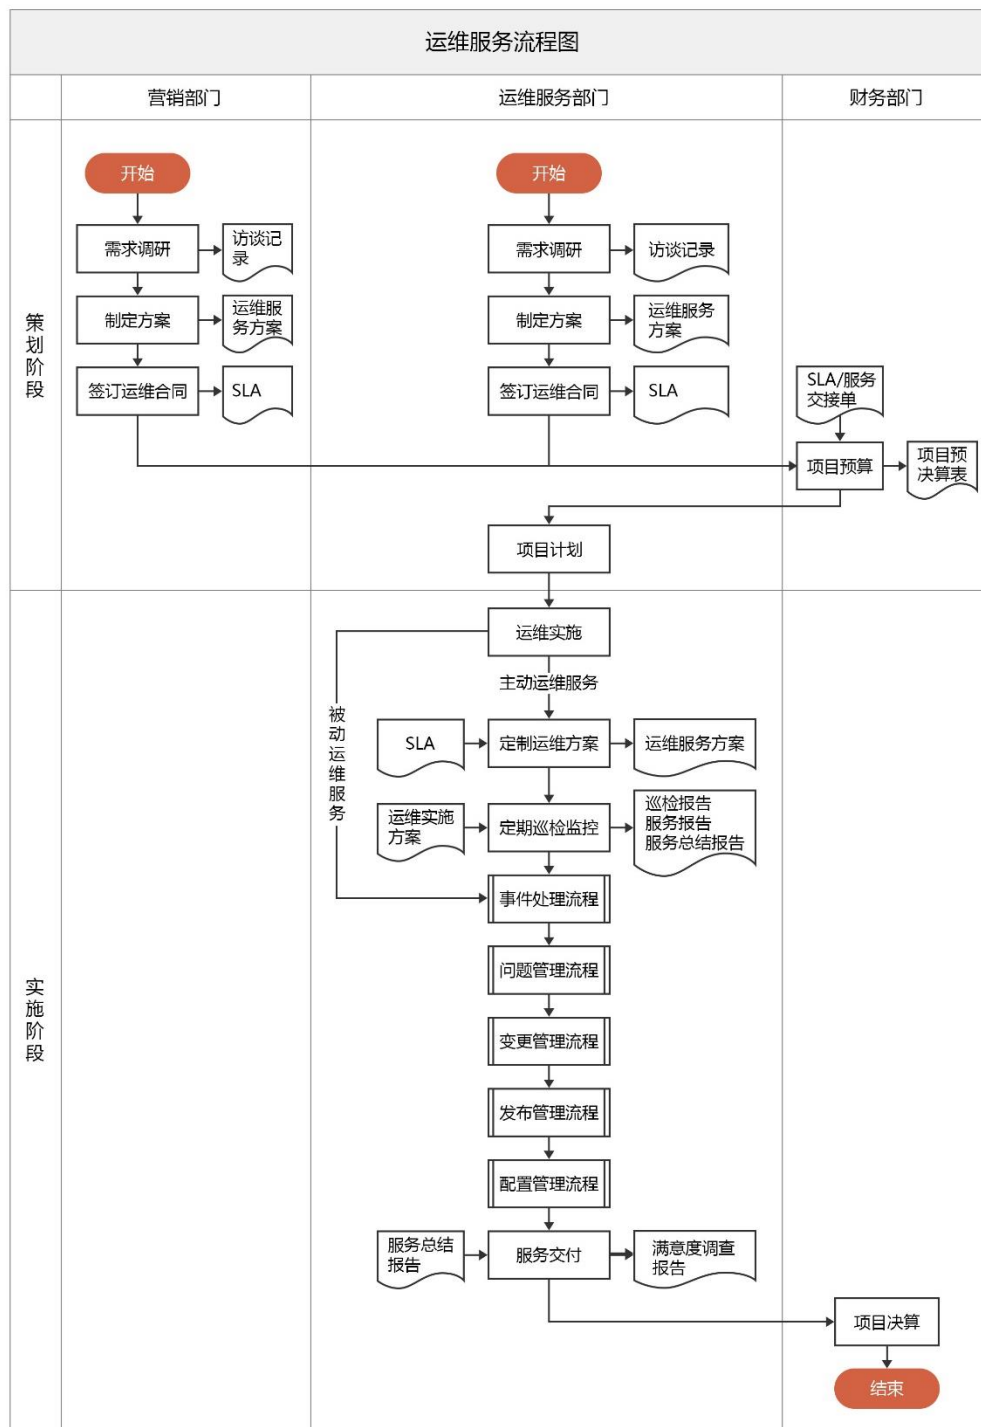 运维服务流程图
营销部门
运维服务部门
财务部门
策划阶段
开始
开始
需求调研
访谈记
录
需求调研
访谈记录
制定方案
运维服
务方案
制定方案
运维服务
方案
签订运维合同
SLA
签订运维合同
SLA
SLA/服务
交接单
项目预算
项目预
决算表
项目计划
实施阶段
运维实施
主动运维服务
被动运维服务
SLA
定制运维方案
运维服务方案
运维实施
方案
定期巡检监控
巡检报告
服务报告
服务总结报告
事件处理流程
问题管理流程
变更管理流程
发布管理流程
配置管理流程
服务总结
报告
服务交付
满意度调查
报告
项目决算
结束